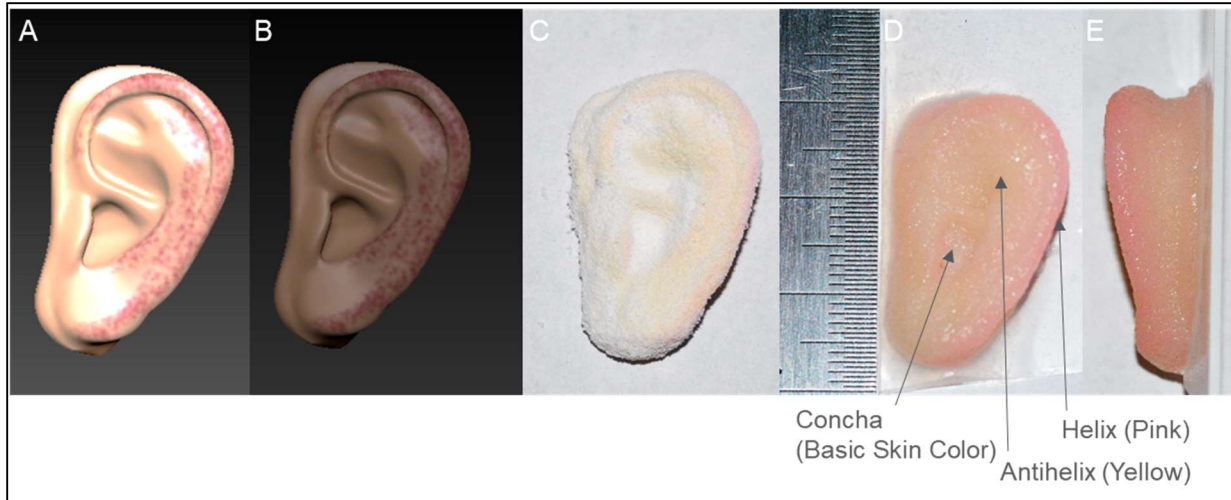 A
B
C
D
E
Concha
(Basic Skin Color)
Helix (Pink)
Antihelix (Yellow)